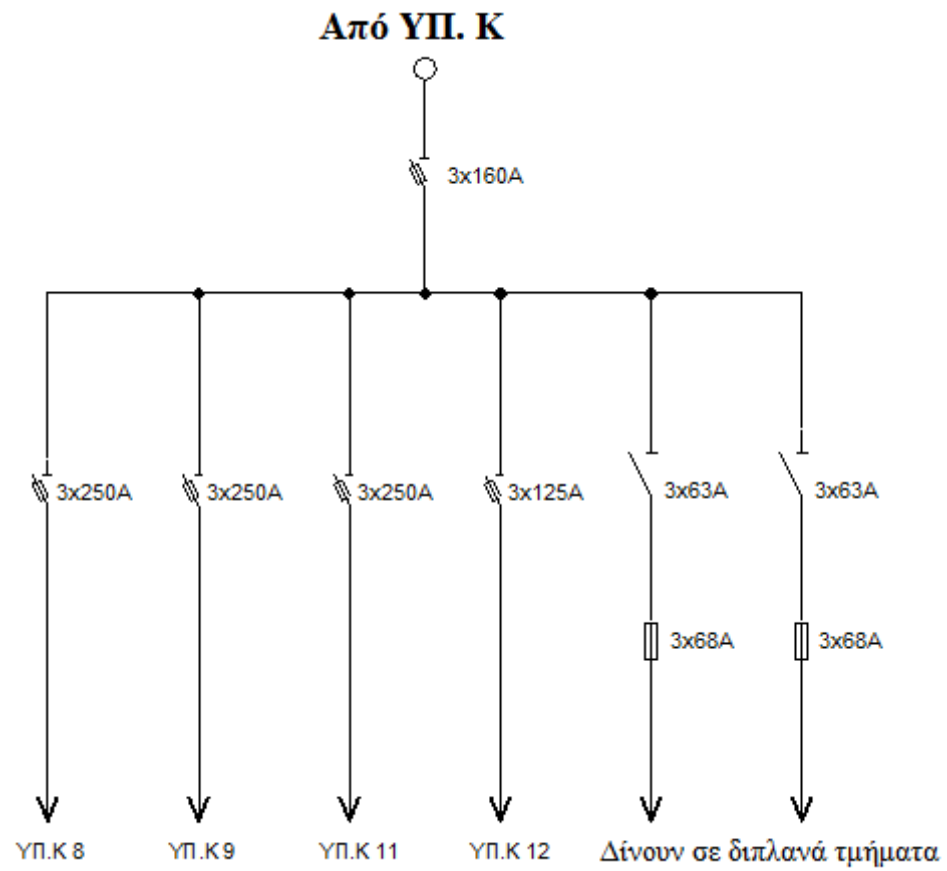 Από ΥΠ. Κ
3x160A
3x250A 3x250A 3x250A 3x125A 3x63A 3x63A
3x68A 3x68A
ΥΠ.Κ 8 ΥΠ.Κ 9 ΥΠ.Κ 11 ΥΠ.Κ 12 Δίνουν σε διπλανά τμήματα